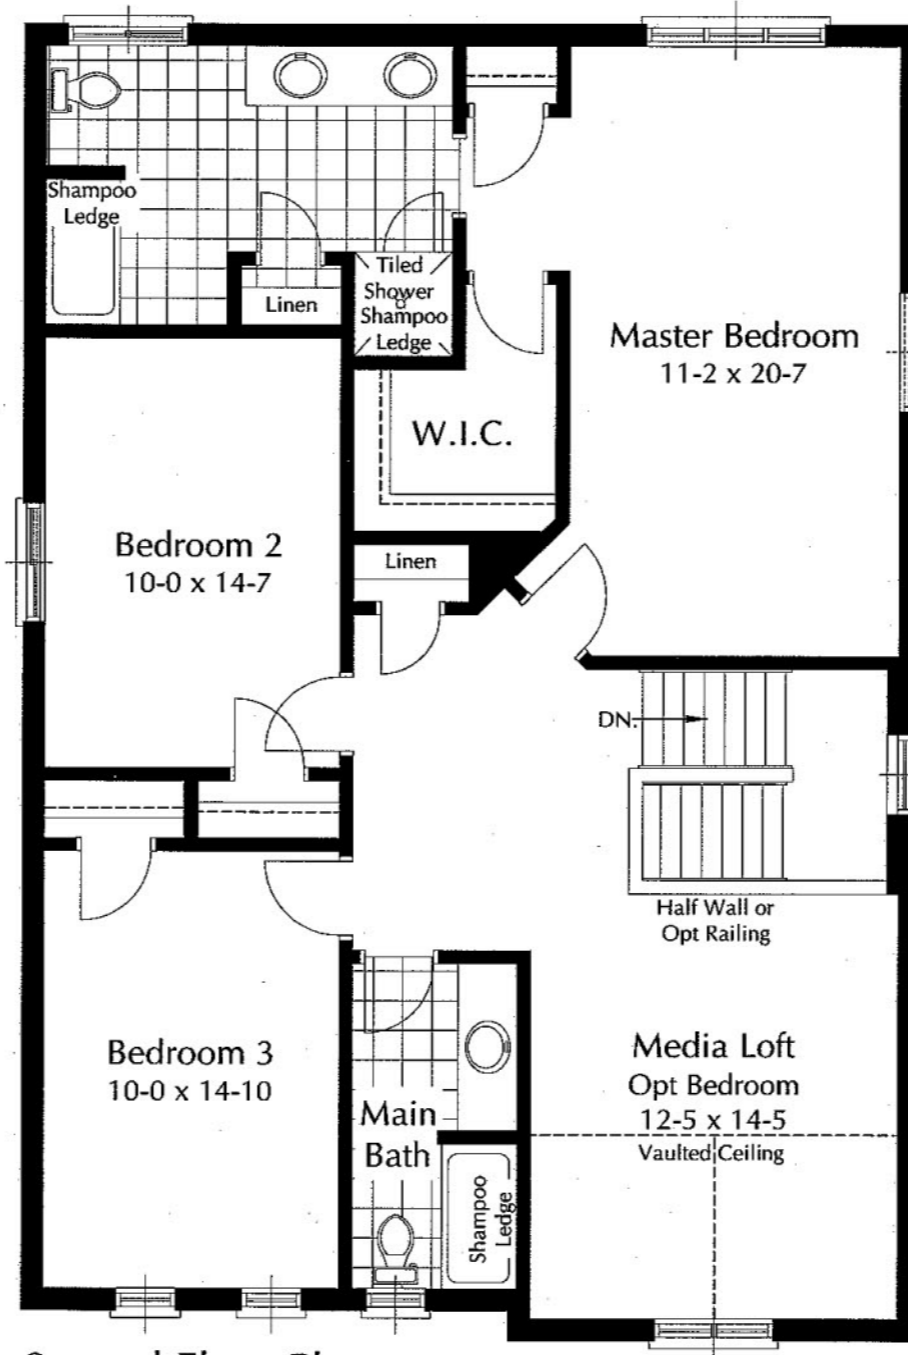 Shampoo
Ledge
Linen
Tiled
Shower
Shampoo
Ledge
Master Bedroom
11-2 x 20-7
W.I.C.
Bedroom 2
10-0 x 14-7
Linen
DN.
Half Wall or
Opt Railing
Bedroom 3
10-0 x 14-10
Main
Bath
Shampoo
Ledge
Media Loft
Opt Bedroom
12-5 x 14-5
Vaulted Ceiling